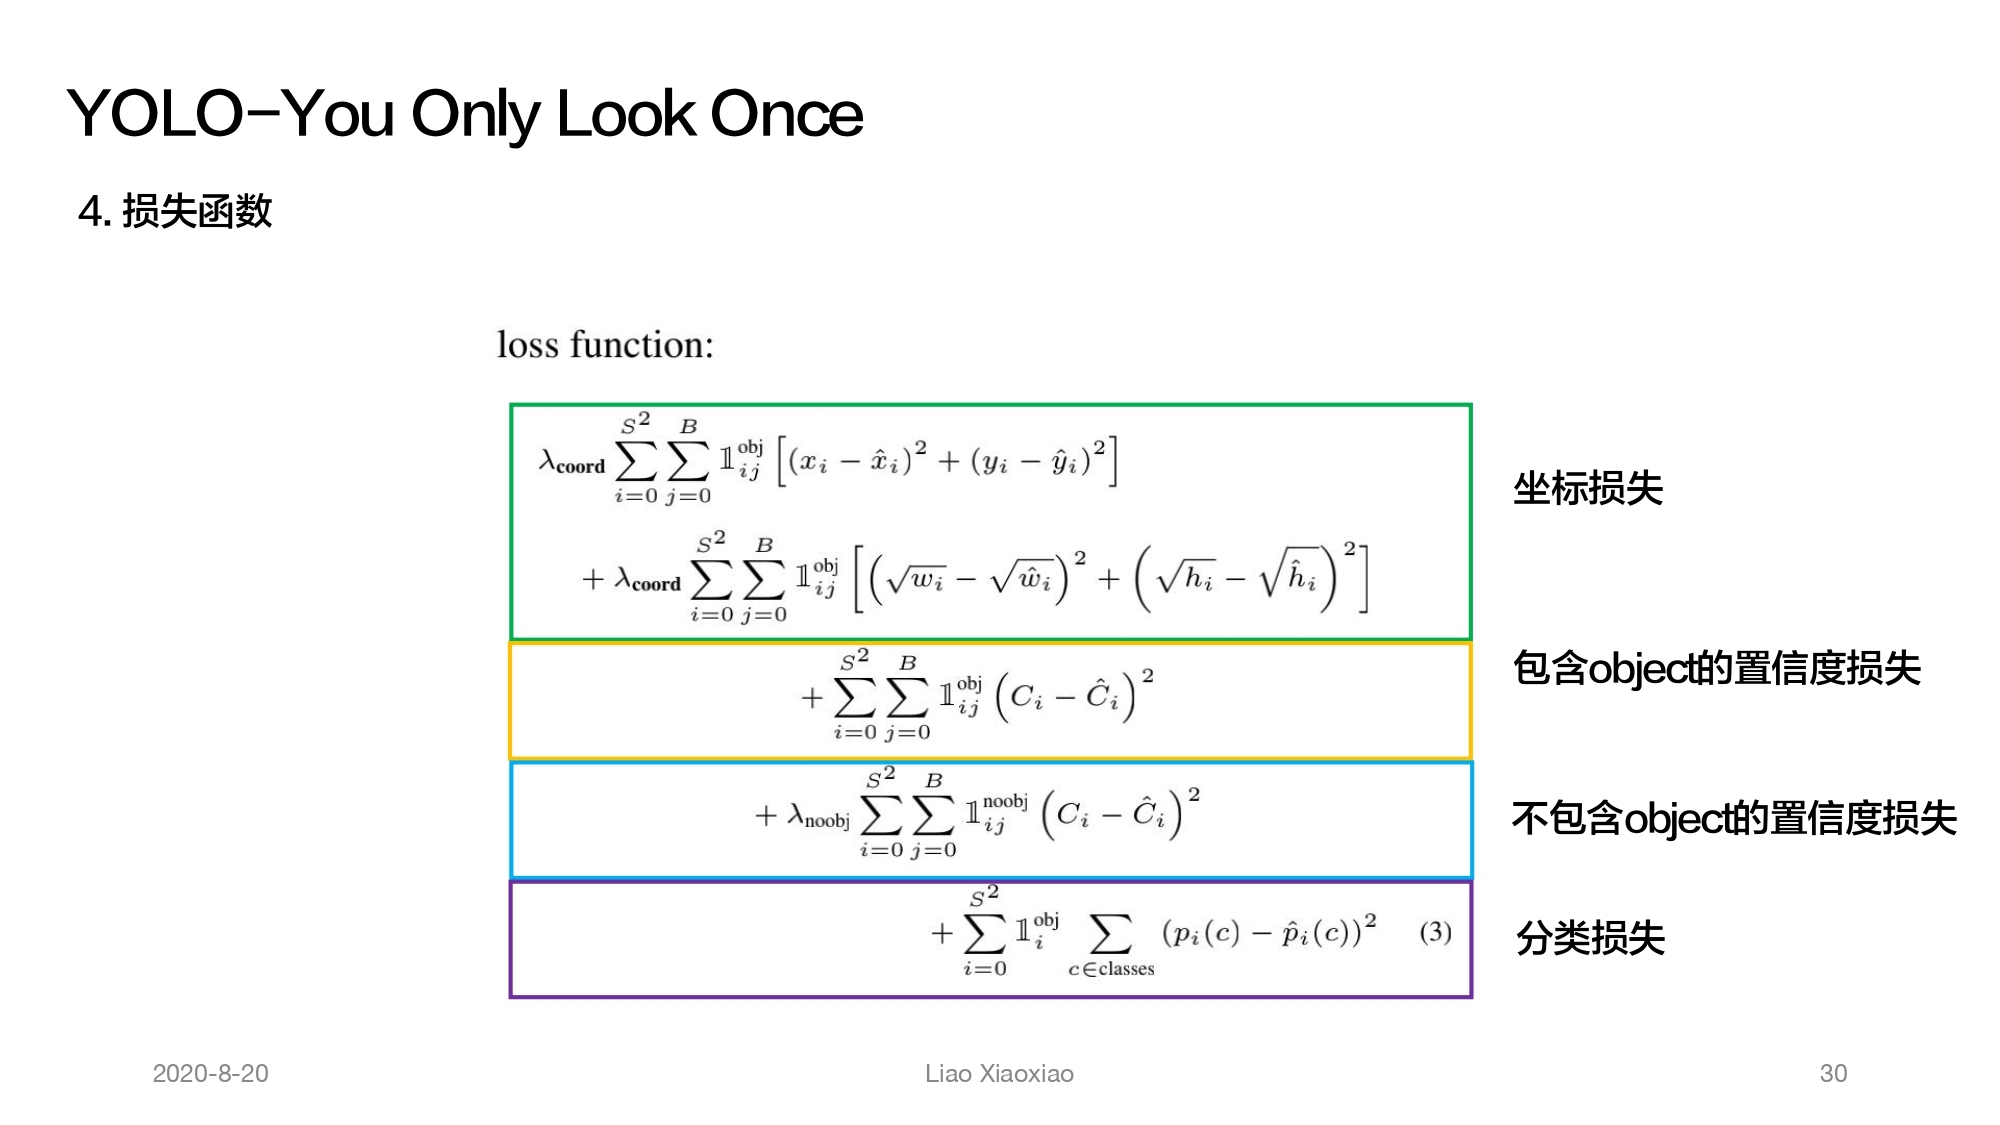 YOLO-You Only Look Once
4. 损失函数
loss function:
$\lambda_{\textbf{coord}} \sum_{i=0}^{S^2} \sum_{j=0}^{B} \mathbb{1}_{ij}^{\text{obj}} \left[ (x_i - \hat{x}_i)^2 + (y_i - \hat{y}_i)^2 \right]$
坐标损失
$+ \lambda_{\textbf{coord}} \sum_{i=0}^{S^2} \sum_{j=0}^{B} \mathbb{1}_{ij}^{\text{obj}} \left[ \left( \sqrt{w_i} - \sqrt{\hat{w}_i} \right)^2 + \left( \sqrt{h_i} - \sqrt{\hat{h}_i} \right)^2 \right]$
$+ \sum_{i=0}^{S^2} \sum_{j=0}^{B} \mathbb{1}_{ij}^{\text{obj}} \left( C_i - \hat{C}_i \right)^2$
包含object的置信度损失
$+ \lambda_{\text{noobj}} \sum_{i=0}^{S^2} \sum_{j=0}^{B} \mathbb{1}_{ij}^{\text{noobj}} \left( C_i - \hat{C}_i \right)^2$
不包含object的置信度损失
$+ \sum_{i=0}^{S^2} \mathbb{1}_{i}^{\text{obj}} \sum_{c \in \text{classes}} (p_i(c) - \hat{p}_i(c))^2 \quad (3)$
分类损失
2020-8-20
Liao Xiaoxiao
30